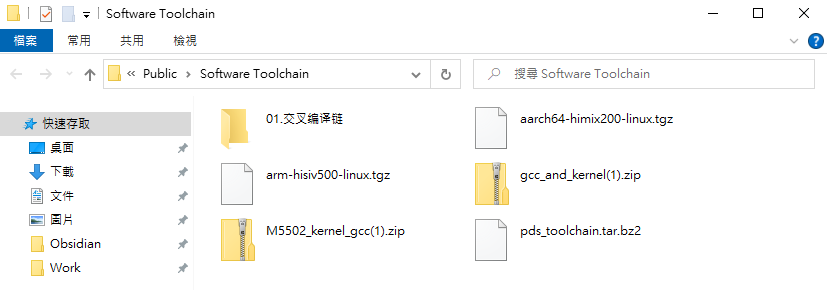 Software Toolchain
檔案 常用 共用 檢視
« Public > Software Toolchain 搜尋 Software Toolchain
快速存取
桌面
下載
文件
圖片
Obsidian
Work
01.交叉编译链
aarch64-himix200-linux.tgz
arm-hisiv500-linux.tgz
gcc_and_kernel(1).zip
M5502_kernel_gcc(1).zip
pds_toolchain.tar.bz2